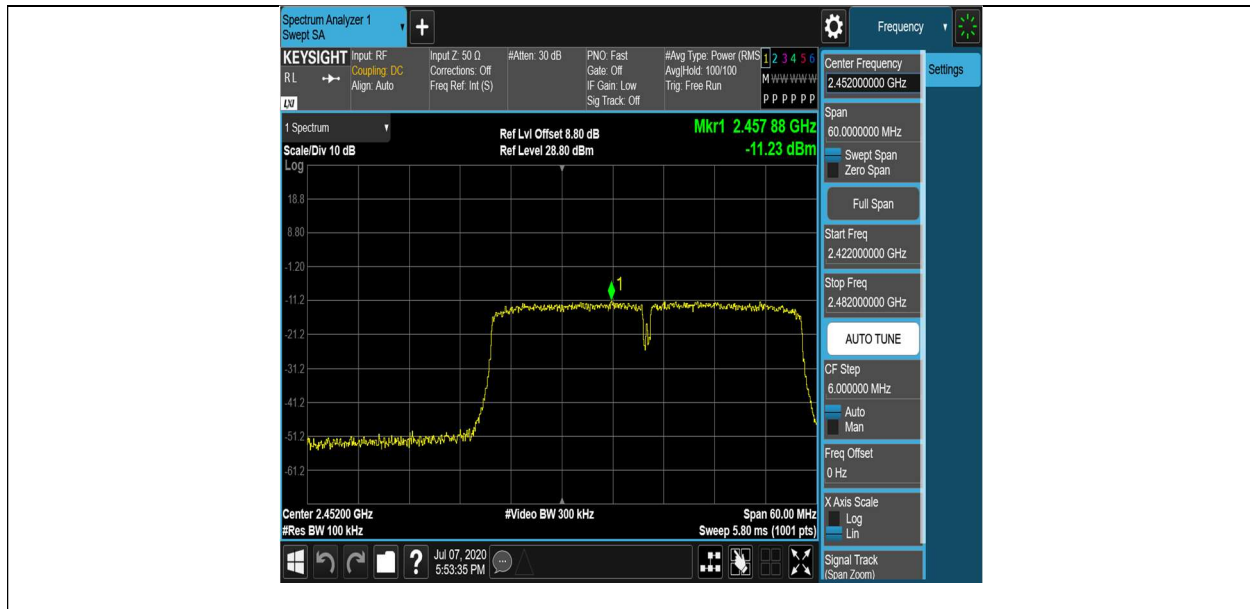 Spectrum Analyzer 1
Swept SA
+
Frequency
KEYSIGHT
RL
LXI
Input: RF
Coupling: DC
Align: Auto
Input Z: 50 Ω
Corrections: Off
Freq Ref: Int (S)
#Atten: 30 dB
PNO: Fast
Gate: Off
IF Gain: Low
Sig Track: Off
#Avg Type: Power (RMS
Avg|Hold: 100/100
Trig: Free Run
1 2 3 4 5 6
M W W W W W
P P P P P P
Center Frequency
2.452000000 GHz
Settings
1 Spectrum
Scale/Div 10 dB
Ref Lvl Offset 8.80 dB
Ref Level 28.80 dBm
Mkr1 2.457 88 GHz
-11.23 dBm
Log
18.8
8.80
-1.20
-11.2
-21.2
-31.2
-41.2
-51.2
-61.2
1
Center 2.45200 GHz
#Res BW 100 kHz
#Video BW 300 kHz
Span 60.00 MHz
Sweep 5.80 ms (1001 pts)
Span
60.0000000 MHz
Swept Span
Zero Span
Full Span
Start Freq
2.422000000 GHz
Stop Freq
2.482000000 GHz
AUTO TUNE
CF Step
6.000000 MHz
Auto
Man
Freq Offset
0 Hz
X Axis Scale
Log
Lin
Signal Track
(Span Zoom)
?
Jul 07, 2020
5:53:35 PM